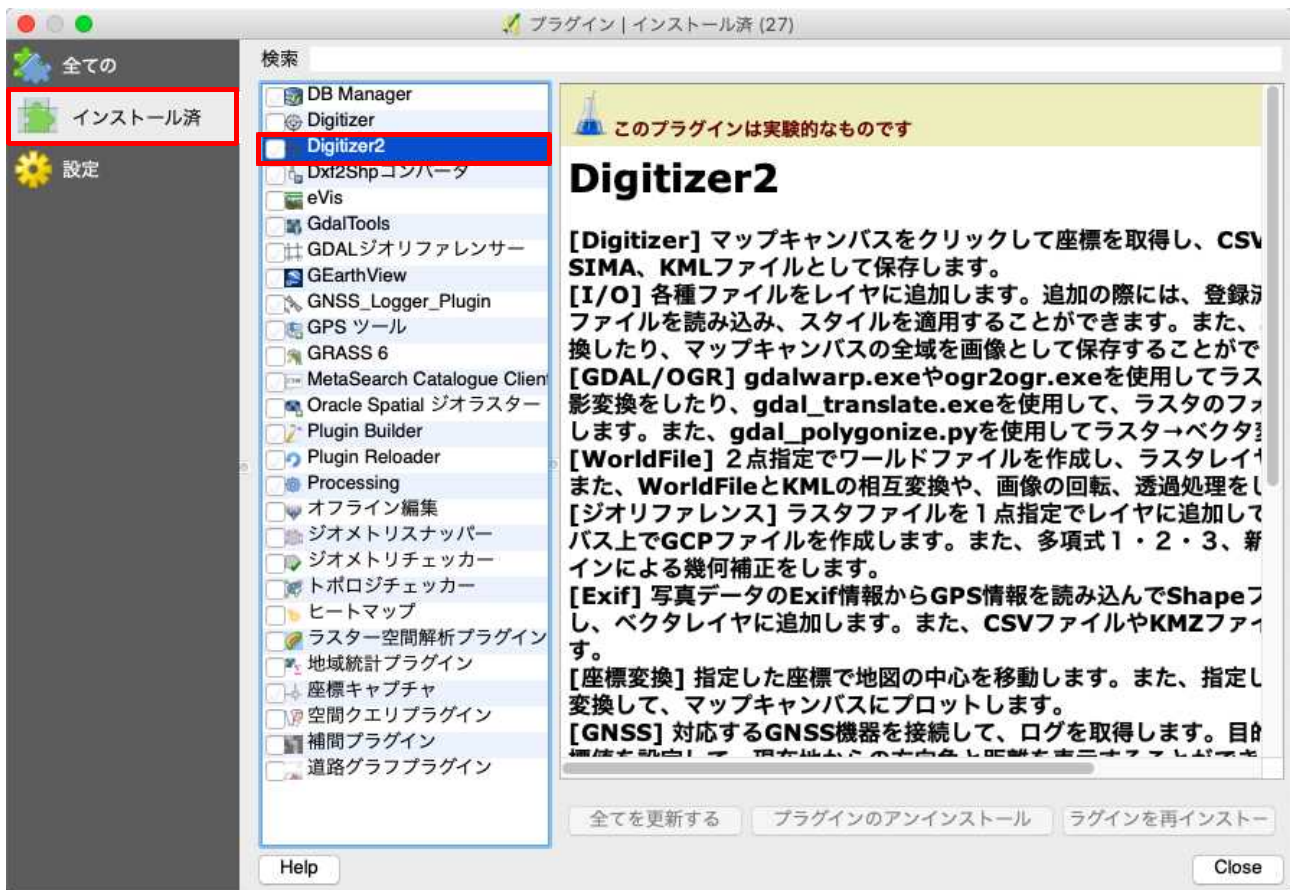 プラグイン | インストール済 (27)
全ての
インストール済
設定
検索
DB Manager
Digitizer
Digitizer2
Dxf2Shpコンバータ
eVis
GdalTools
GDALジオリファレンサー
GEarthView
GNSS_Logger_Plugin
GPS ツール
GRASS 6
MetaSearch Catalogue Client
Oracle Spatial ジオラスター
Plugin Builder
Plugin Reloader
Processing
オフライン編集
ジオメトリスナッパー
ジオメトリチェッカー
トポロジチェッカー
ヒートマップ
ラスター空間解析プラグイン
地域統計プラグイン
座標キャプチャ
空間クエリプラグイン
補間プラグイン
道路グラフプラグイン
このプラグインは実験的なものです
Digitizer2
[Digitizer] マップキャンバスをクリックして座標を取得し、CSV
SIMA、KMLファイルとして保存します。
[I/O] 各種ファイルをレイヤに追加します。追加の際には、登録済
ファイルを読み込み、スタイルを適用することができます。また、
換したり、マップキャンバスの全域を画像として保存することがで
[GDAL/OGR] gdalwarp.exeやogr2ogr.exeを使用してラス
影変換をしたり、gdal_translate.exeを使用して、ラスタのフォ
します。また、gdal_polygonize.pyを使用してラスタ→ベクタ変
[WorldFile] ２点指定でワールドファイルを作成し、ラスタレイヤ
また、WorldFileとKMLの相互変換や、画像の回転、透過処理をし
[ジオリファレンス] ラスタファイルを１点指定でレイヤに追加して
バス上でGCPファイルを作成します。また、多項式１・２・３、新
インによる幾何補正をします。
[Exif] 写真データのExif情報からGPS情報を読み込んでShapeフ
し、ベクタレイヤに追加します。また、CSVファイルやKMZファイ
す。
[座標変換] 指定した座標で地図の中心を移動します。また、指定し
変換して、マップキャンバスにプロットします。
[GNSS] 対応するGNSS機器を接続して、ログを取得します。目的
標値を設定して、現在地からの方向角と距離を表示することができ
全てを更新する
プラグインのアンインストール
ラグインを再インストー
Help
Close